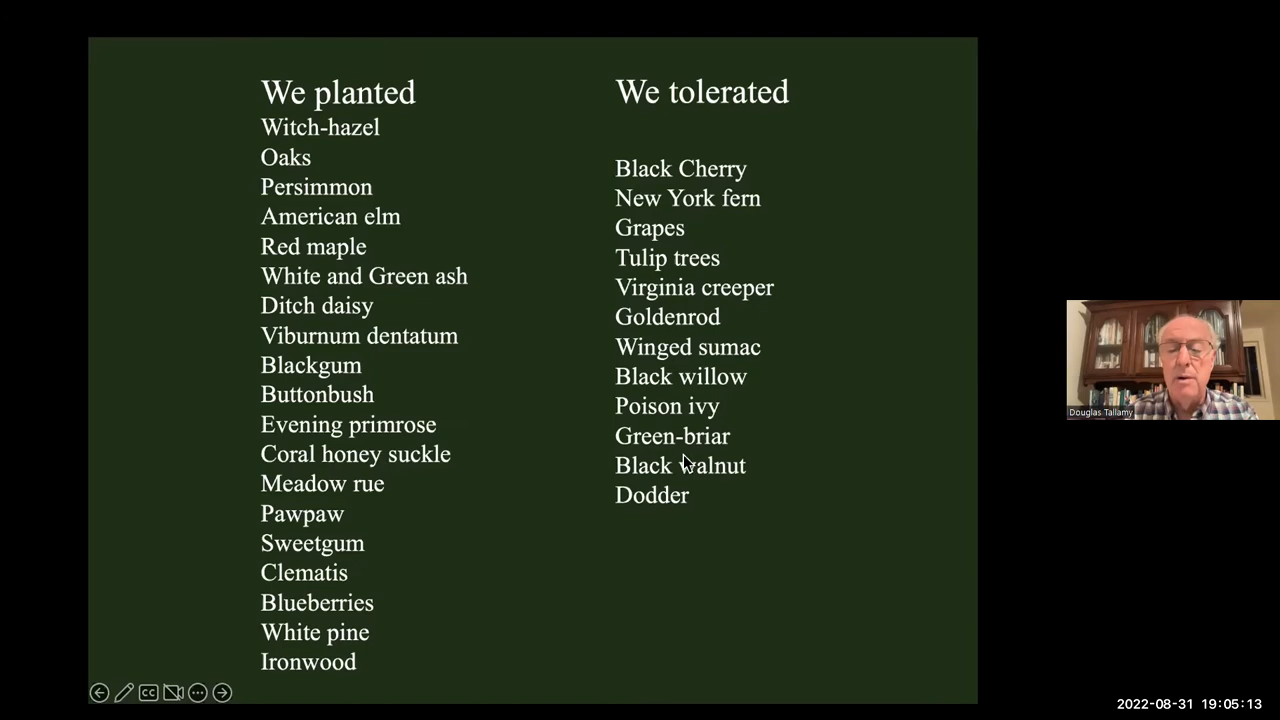 We planted
Witch-hazel
Oaks
Persimmon
American elm
Red maple
White and Green ash
Ditch daisy
Viburnum dentatum
Blackgum
Buttonbush
Evening primrose
Coral honey suckle
Meadow rue
Pawpaw
Sweetgum
Clematis
Blueberries
White pine
Ironwood
We tolerated
Black Cherry
New York fern
Grapes
Tulip trees
Virginia creeper
Goldenrod
Winged sumac
Black willow
Poison ivy
Green-briar
Black walnut
Dodder
Douglas Tallamy
CC
2022-08-31 19:05:13